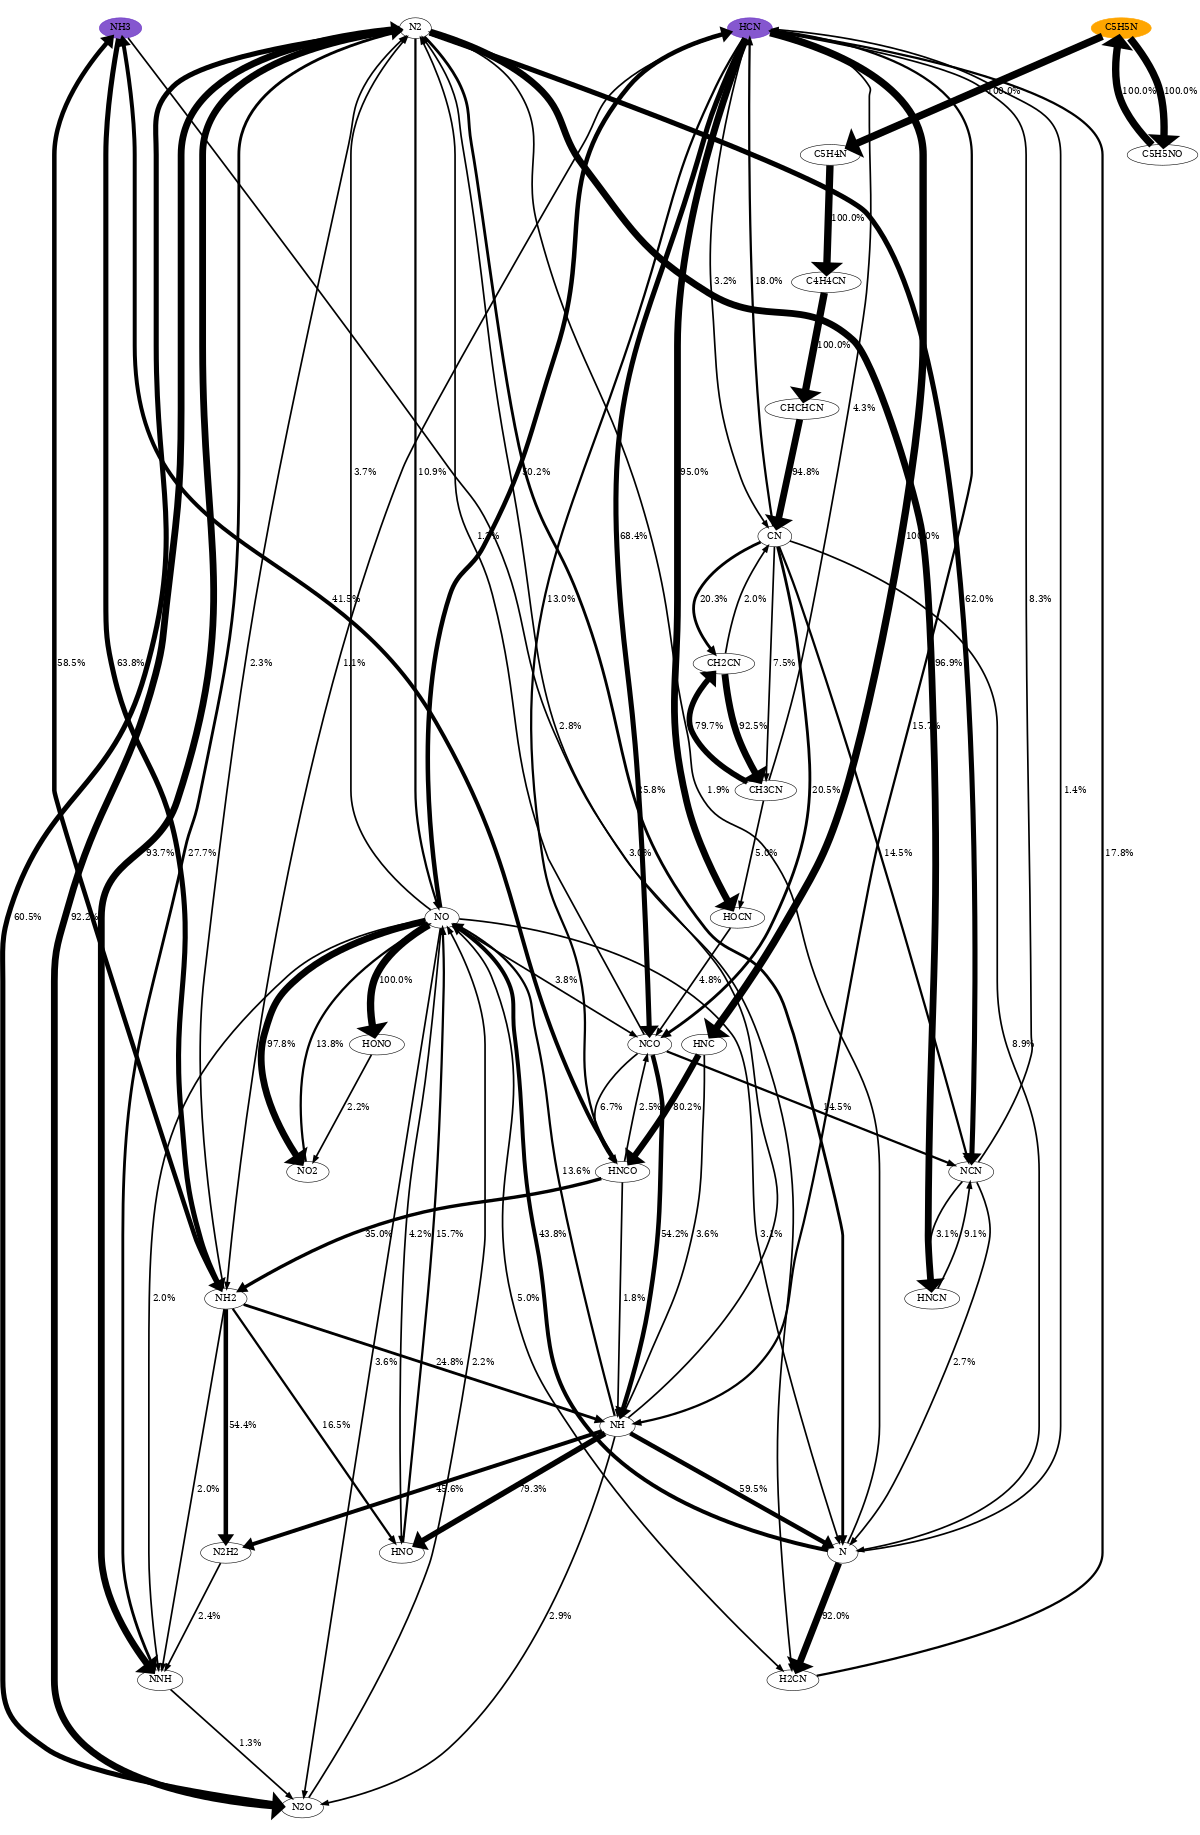 NH3
N2
HCN
C5H5N
100.0%
100.0%
100.0%
C5H4N
C5H5NO
100.0%
3.2%
18.0%
C4H4CN
100.0%
CHCHCN
4.3%
3.7%
10.9%
50.2%
95.0%
94.8%
1.3%
68.4%
CN
100.0%
41.5%
13.0%
20.3%
2.0%
62.0%
8.3%
58.5%
63.8%
2.3%
1.1%
CH2CN
7.5%
96.9%
2.8%
79.7%
92.5%
15.7%
25.8%
1.9%
CH3CN
20.5%
1.4%
93.7%
27.7%
3.0%
5.0%
14.5%
17.8%
60.5%
92.2%
NO
HOCN
100.0%
3.8%
4.8%
97.8%
13.8%
HONO
NCO
HNC
8.9%
2.2%
6.7%
2.5%
80.2%
14.5%
NO2
13.6%
HNCO
NCN
35.0%
4.2%
15.7%
43.8%
54.2%
3.6%
3.1%
3.1%
9.1%
2.0%
NH2
5.0%
1.8%
HNCN
3.6%
2.2%
24.8%
2.7%
54.4%
16.5%
NH
2.0%
45.6%
79.3%
59.5%
N2H2
HNO
N
2.4%
2.9%
92.0%
NNH
H2CN
1.3%
N2O